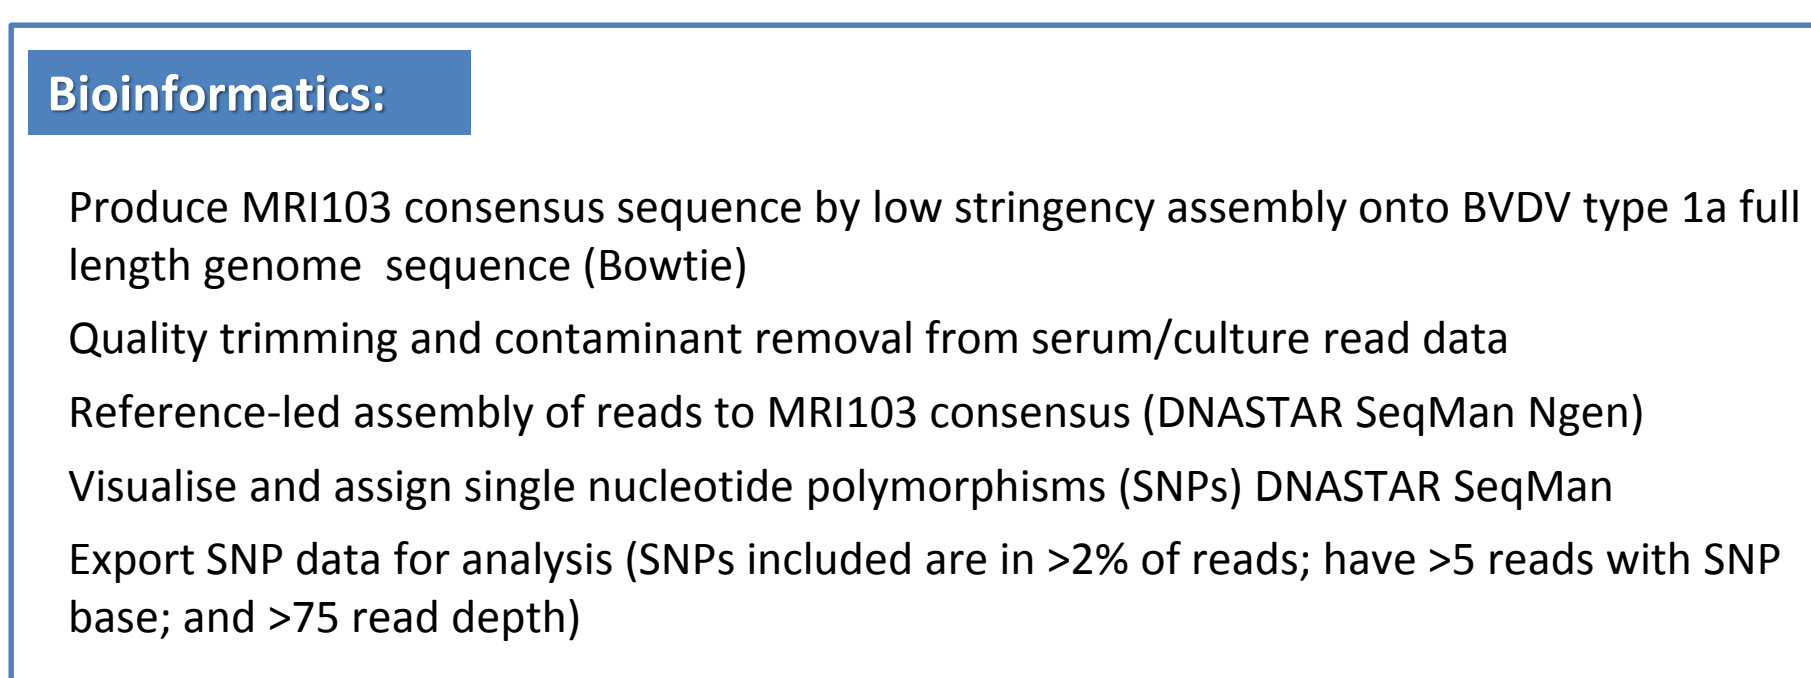 Bioinformatics:
Produce MRI103 consensus sequence by low stringency assembly onto BVDV type 1a full
length genome  sequence (Bowtie)
Quality trimming and contaminant removal from serum/culture read data
Reference-led assembly of reads to MRI103 consensus (DNASTAR SeqMan Ngen)
Visualise and assign single nucleotide polymorphisms (SNPs) DNASTAR SeqMan
Export SNP data for analysis (SNPs included are in >2% of reads; have >5 reads with SNP
base; and >75 read depth)